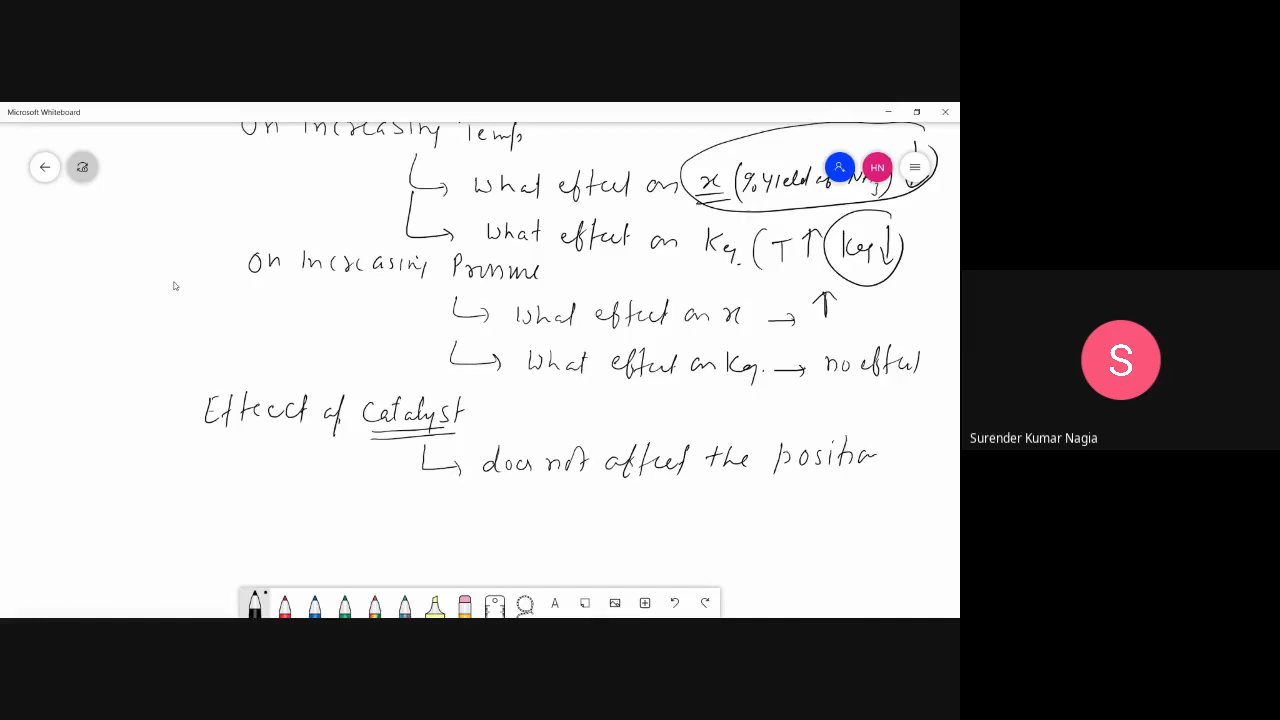 Microsoft Whiteboard
On increasing Temp
What effect on x (% yield of NH3) ↓
HN
What effect on Keq. (T ↑ Keq ↓)
On Increasing Pressure
What effect on x → ↑
What effect on Keq. → no effect
Effect of catalyst
does not affect the position
S
Surender Kumar Nagia
A